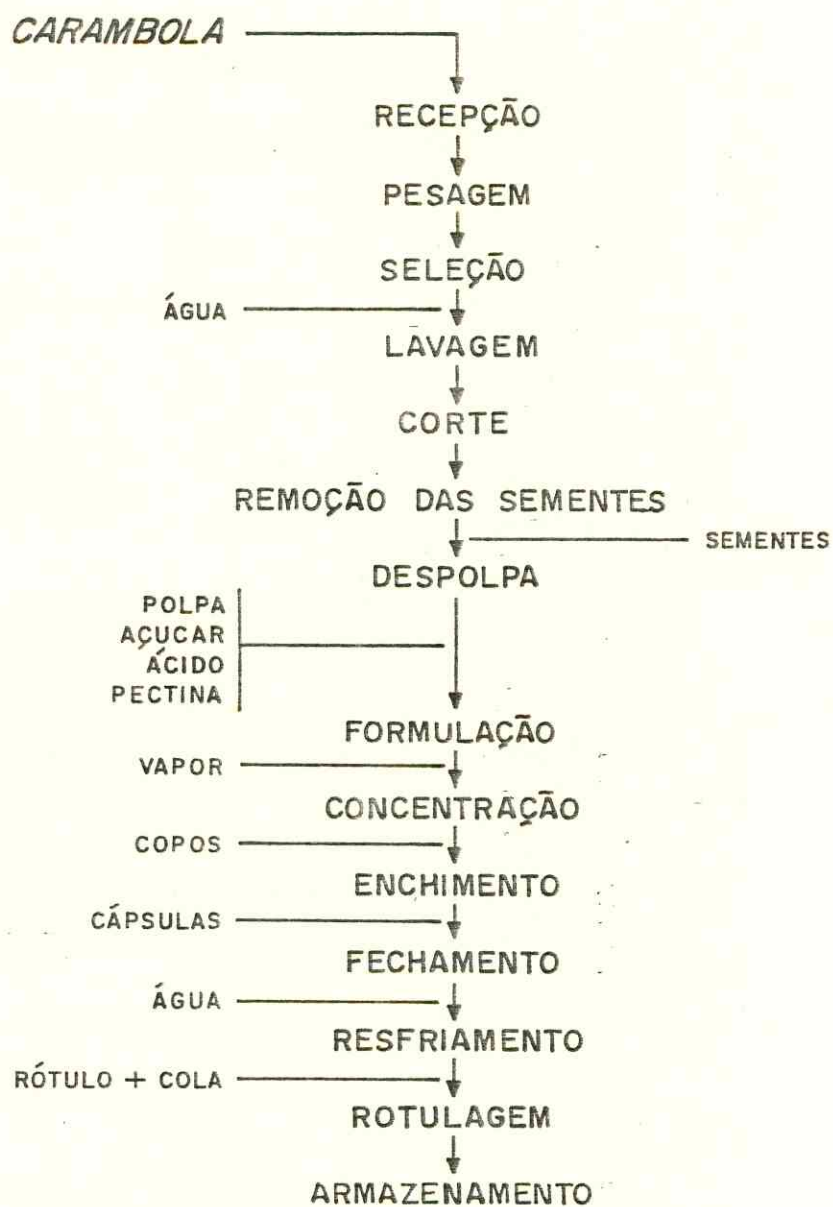 CARAMBOLA
RECEPÇÃO
PESAGEM
SELEÇÃO
ÁGUA
LAVAGEM
CORTE
REMOÇÃO DAS SEMENTES
SEMENTES
DESPOLPA
POLPA
AÇUCAR
ÁCIDO
PECTINA
FORMULAÇÃO
VAPOR
CONCENTRAÇÃO
COPOS
ENCHIMENTO
CÁPSULAS
FECHAMENTO
ÁGUA
RESFRIAMENTO
RÓTULO + COLA
ROTULAGEM
ARMAZENAMENTO